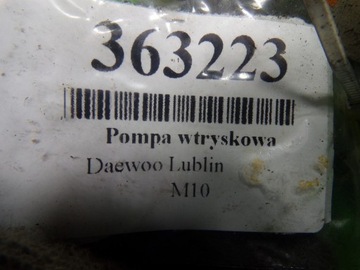 363223
Pompa wtryskowa
Daewoo Lublin
M10